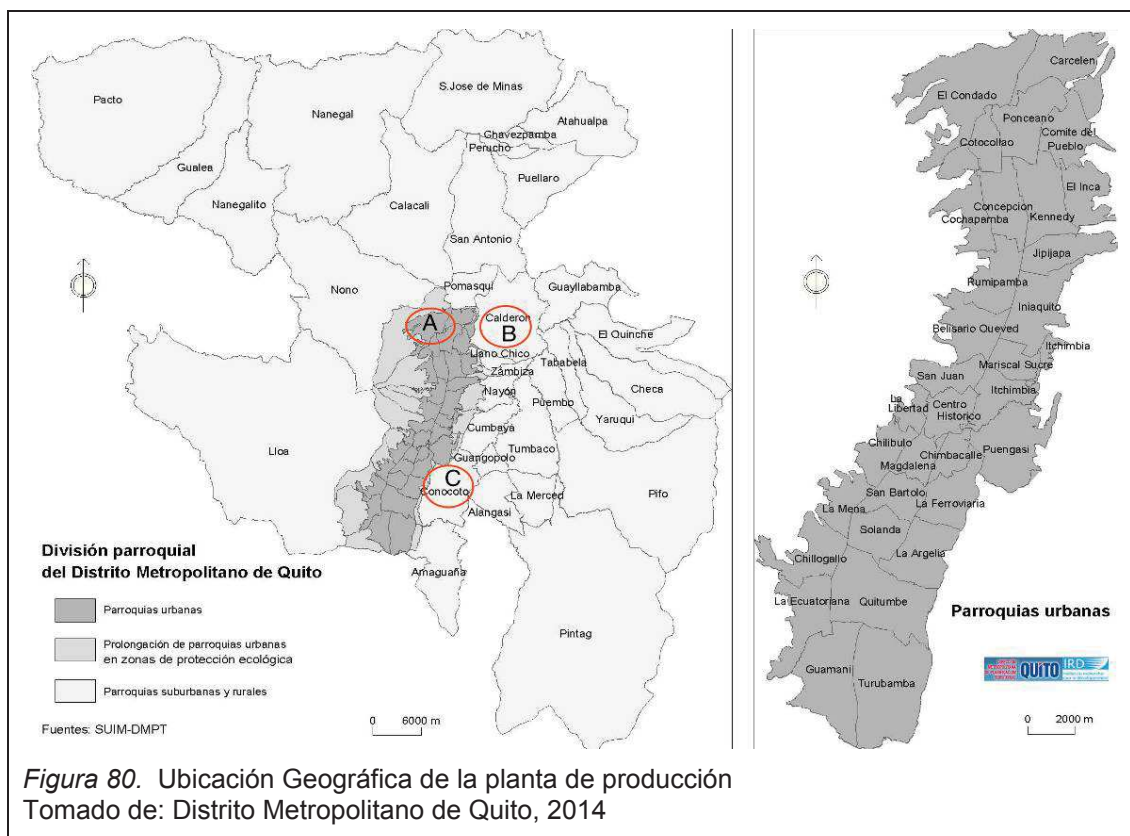 Pacto
Nanegal
S.Jose de Minas
Atahualpa
Chavezpamba
Perucho
Gualea
Puellaro
Nanegalito
Calacali
San Antonio
Nono
Pomasqui
Guayllabamba
A
Calderon
B
El Quinche
Llano Chico
Tababela
Zámbiza
Checa
Nayón
Puembo
Yaruqui
Cumbaya
Lloa
Tumbaco
Guangopolo
C
Conocoto
La Merced
Pifo
Alangasi
Amaguaña
Pintag
División parroquial
del Distrito Metropolitano de Quito
Parroquias urbanas
Prolongación de parroquias urbanas
en zonas de protección ecológica
Parroquias suburbanas y rurales
Fuentes: SUIM-DMPT
0 6000 m
Carcelen
El Condado
Ponceano
Comite del
Pueblo
Cotocollao
El Inca
Concepcion
Cochapamba
Kennedy
Jipijapa
Rumipamba
Iniaquito
Belisario Queved
Itchimbia
Mariscal Sucre
San Juan
Itchimbia
La
Libertad
Centro
Historico
Puengasi
Chilibulo
Chimbacalle
Magdalena
San Bartolo
La Ferroviaria
La Mena
Solanda
La Argelia
Chillogallo
La Ecuatoriana
Quitumbe
Parroquias urbanas
Guamani
Turubamba
QUITO
IRD
0 2000 m
Figura 80. Ubicación Geográfica de la planta de producción
Tomado de: Distrito Metropolitano de Quito, 2014